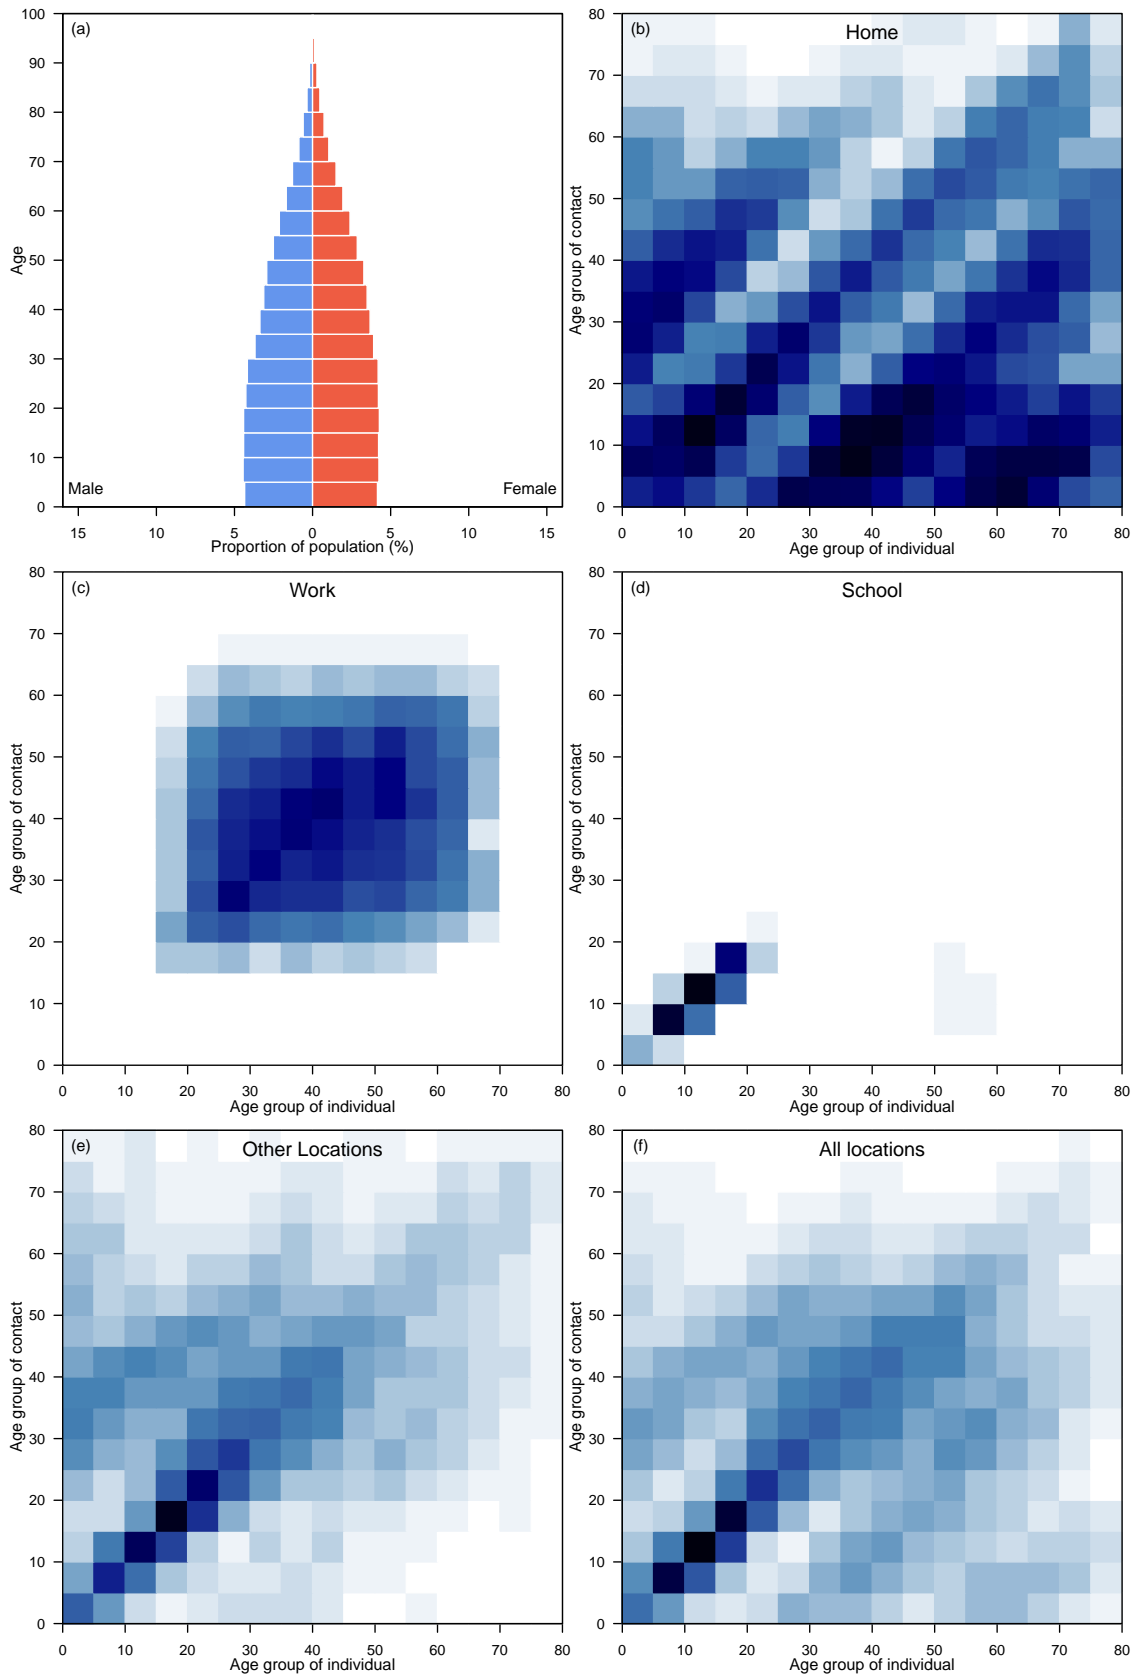 (a)
100
90
80
70
60
50
40
30
20
10
0
Age
Male
Female
15 10 5 0 5 10 15
Proportion of population (%)
(b) Home
80
70
60
50
40
30
20
10
0
Age group of contact
0 10 20 30 40 50 60 70 80
Age group of individual
(c) Work
80
70
60
50
40
30
20
10
0
Age group of contact
0 10 20 30 40 50 60 70 80
Age group of individual
(d) School
80
70
60
50
40
30
20
10
0
Age group of contact
0 10 20 30 40 50 60 70 80
Age group of individual
(e) Other Locations
80
70
60
50
40
30
20
10
0
Age group of contact
0 10 20 30 40 50 60 70 80
Age group of individual
(f) All locations
80
70
60
50
40
30
20
10
0
Age group of contact
0 10 20 30 40 50 60 70 80
Age group of individual